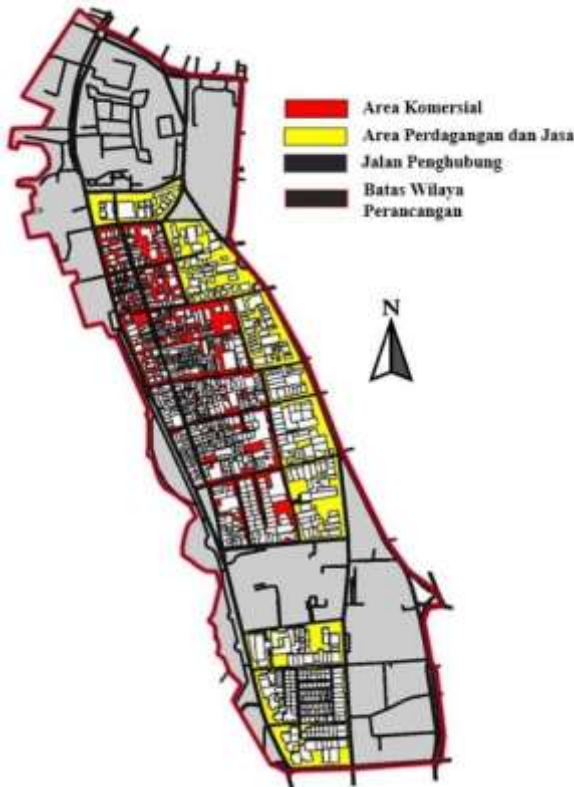 Area Komersial
Area Perdagangan dan Jasa
Jalan Penghubung
Batas Wilaya
Perancangan
N